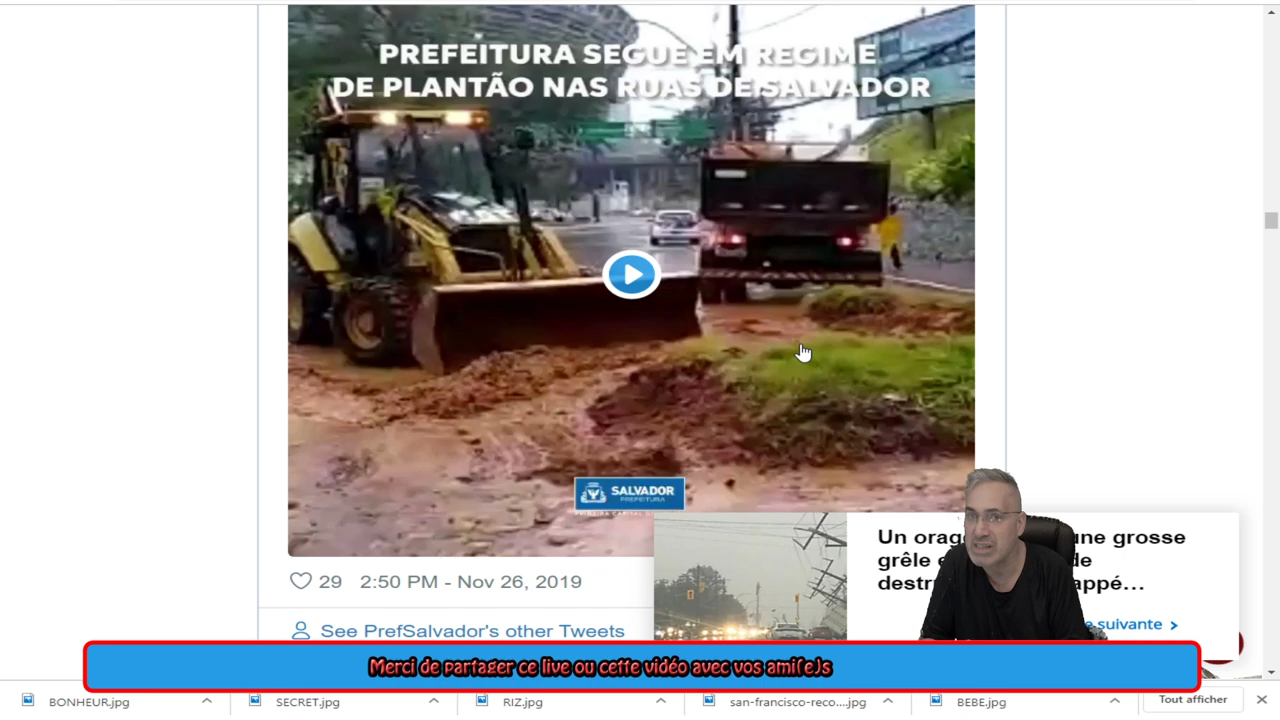 PREFEITURA SEGUE EM REGIME
DE PLANTÃO NAS RUAS DE SALVADOR
SALVADOR
PREFEITURA
29 2:50 PM - Nov 26, 2019
See PrefSalvador's other Tweets
Un une grosse
grêle de
destru appé...
suivante
Merci de partager ce live ou cette vidéo avec vos ami(e)s
BONHEUR.jpg
SECRET.jpg
RIZ.jpg
san-francisco-reco....jpg
BEBE.jpg
Tout afficher